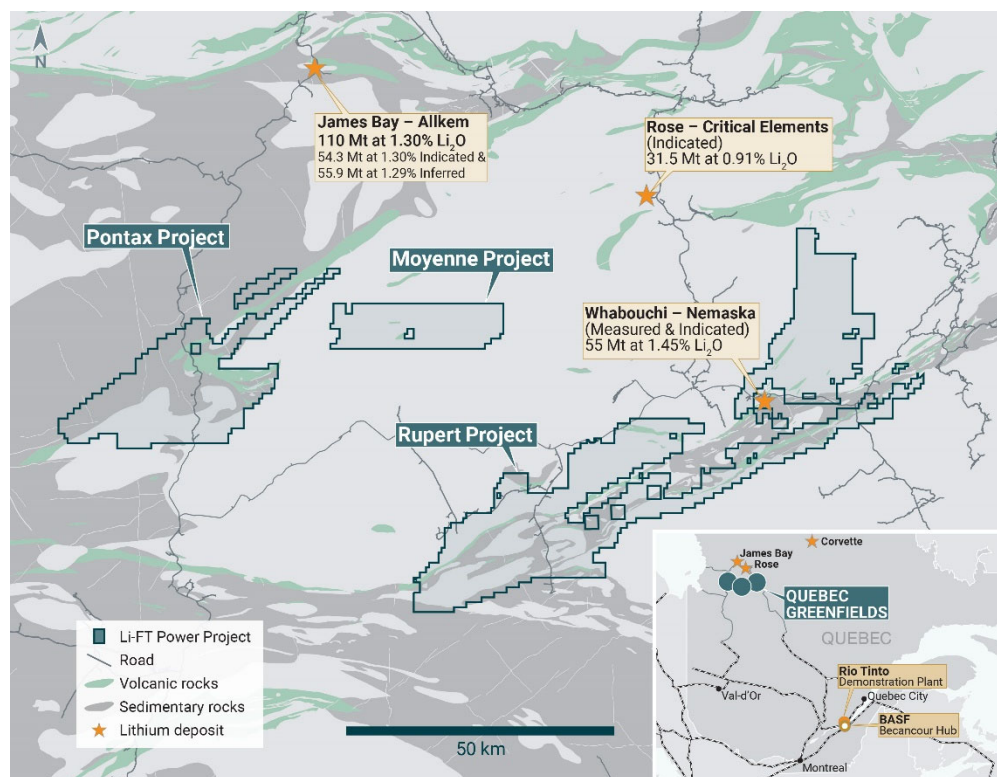 N
James Bay – Allkem
110 Mt at 1.30% Li₂O
54.3 Mt at 1.30% Indicated &
55.9 Mt at 1.29% Inferred
Rose – Critical Elements
(Indicated)
31.5 Mt at 0.91% Li₂O
Pontax Project
Moyenne Project
Whabouchi – Nemaska
(Measured & Indicated)
55 Mt at 1.45% Li₂O
Rupert Project
Li-FT Power Project
Road
Volcanic rocks
Sedimentary rocks
Lithium deposit
50 km
Corvette
James Bay
Rose
QUEBEC
GREENFIELDS
QUEBEC
Rio Tinto
Demonstration Plant
Val-d'Or
Quebec City
BASF
Becancour Hub
Montreal